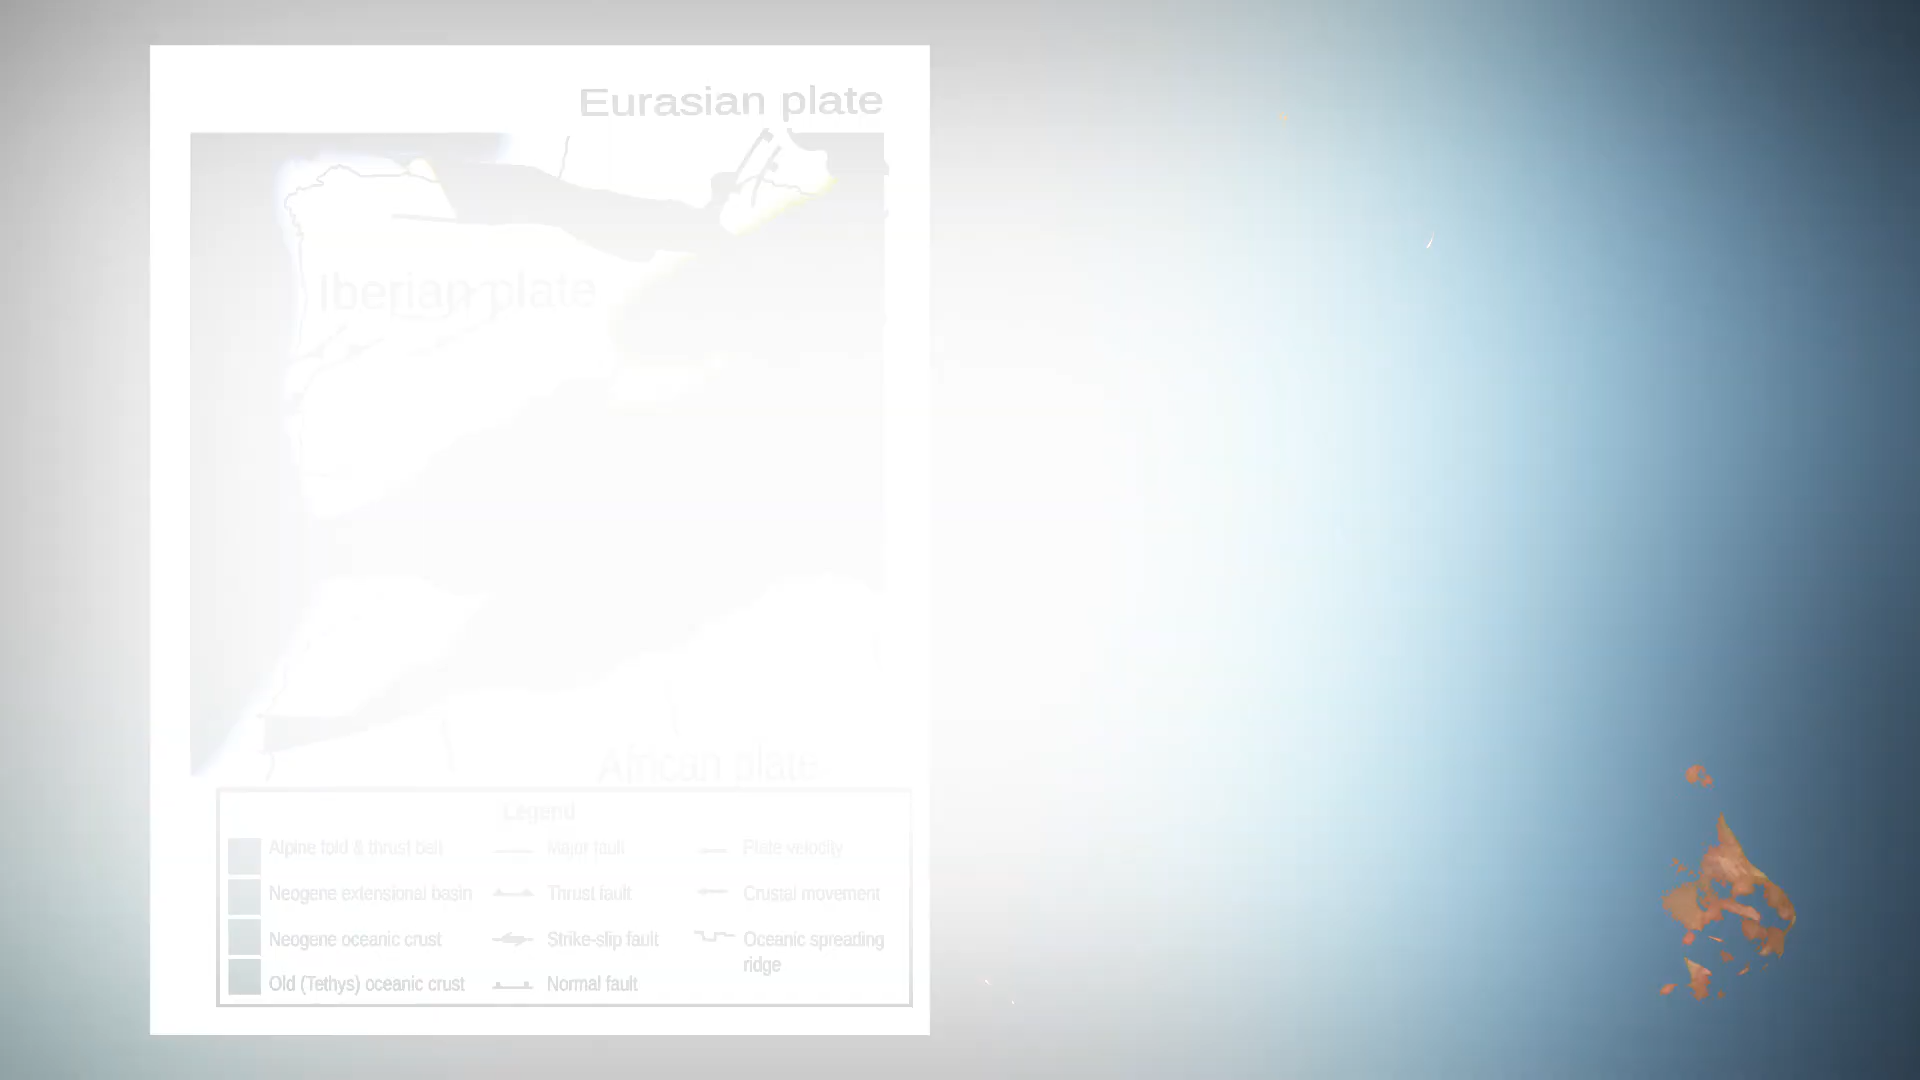 Eurasian plate
Iberian plate
African plate
Legend
Alpine fold & thrust belt
Major fault
Plate velocity
Neogene extensional basin
Thrust fault
Crustal movement
Neogene oceanic crust
Strike-slip fault
Oceanic spreading
ridge
Old (Tethys) oceanic crust
Normal fault